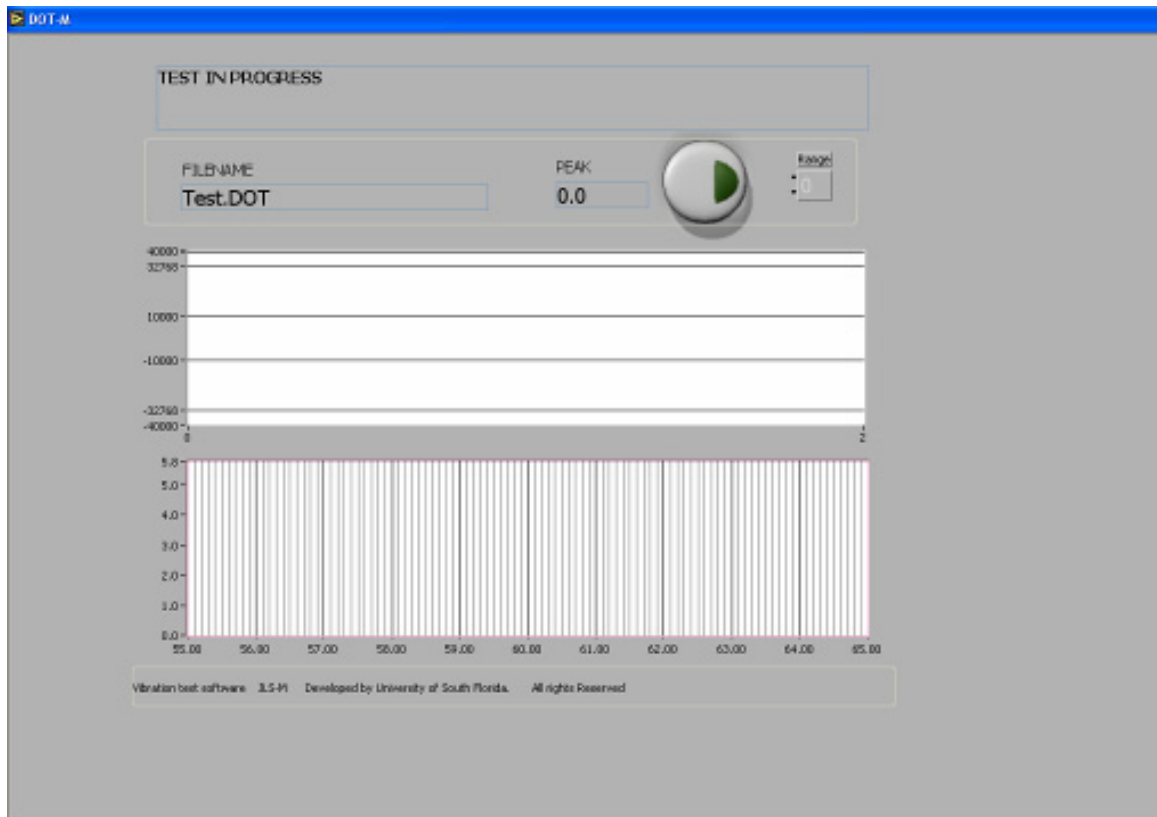 DOT-M
TEST IN PROGRESS
FILENAME
Test.DOT
PEAK
0.0
Range
0
40000
32768
10000
-10000
-32768
-40000
0 2
5.8
5.0
4.0
3.0
2.0
1.0
0.0
55.00 56.00 57.00 58.00 59.00 60.00 61.00 62.00 63.00 64.00 65.00
Vibration test software JLS-M Developed by University of South Florida. All rights Reserved